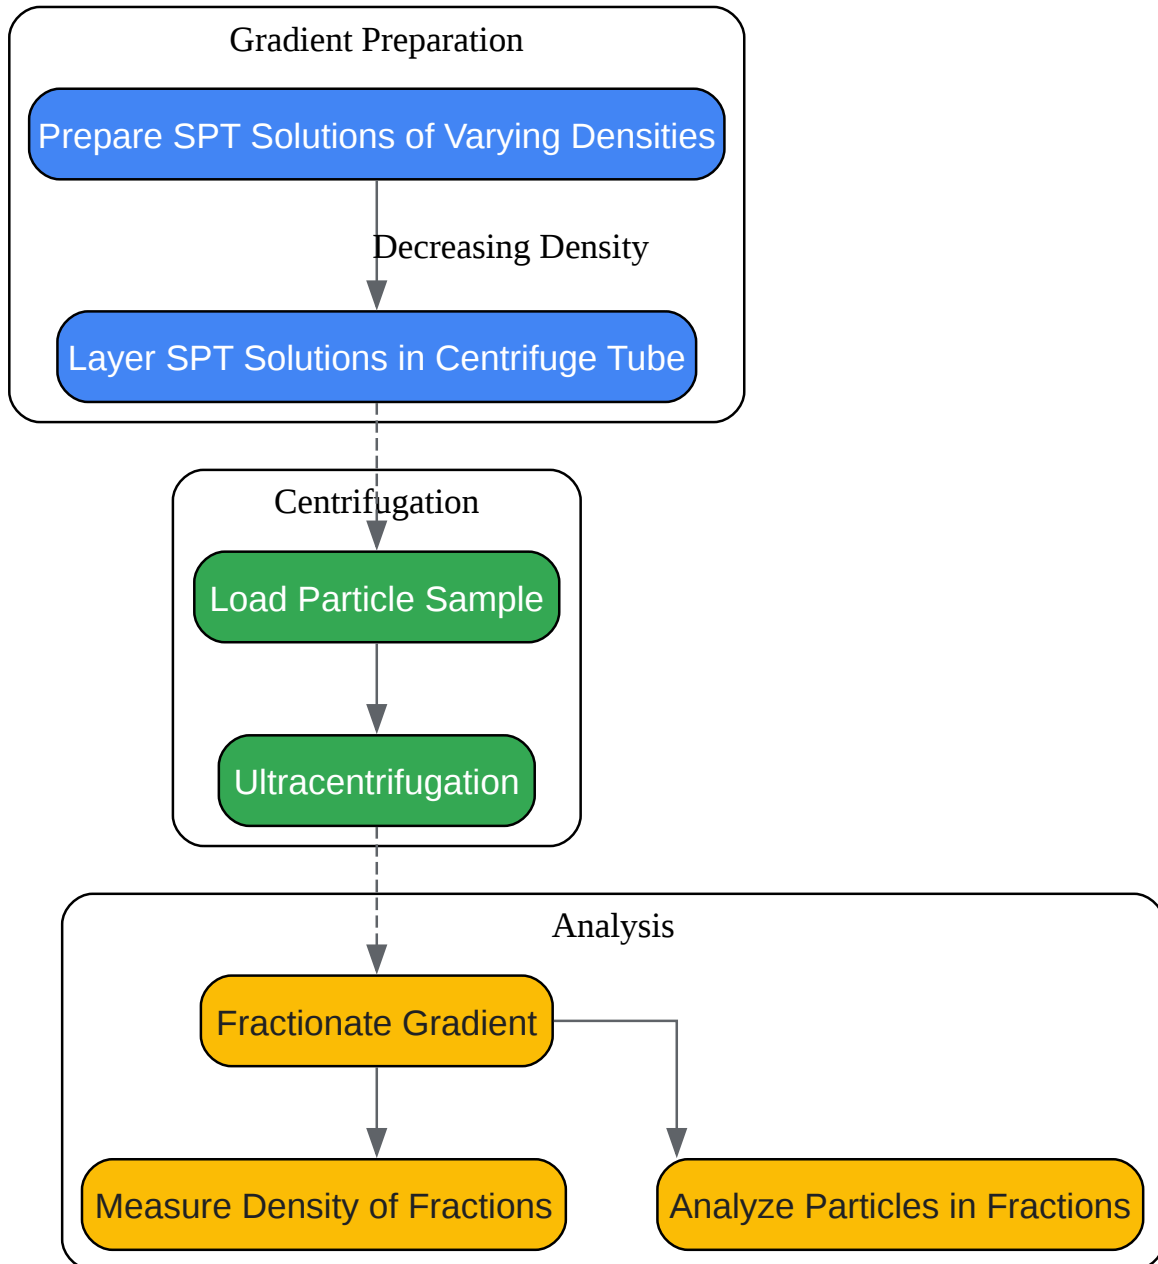 Gradient Preparation
Prepare SPT Solutions of Varying Densities
Decreasing Density
Layer SPT Solutions in Centrifuge Tube
Centrifugation
Load Particle Sample
Ultracentrifugation
Analysis
Fractionate Gradient
Measure Density of Fractions
Analyze Particles in Fractions